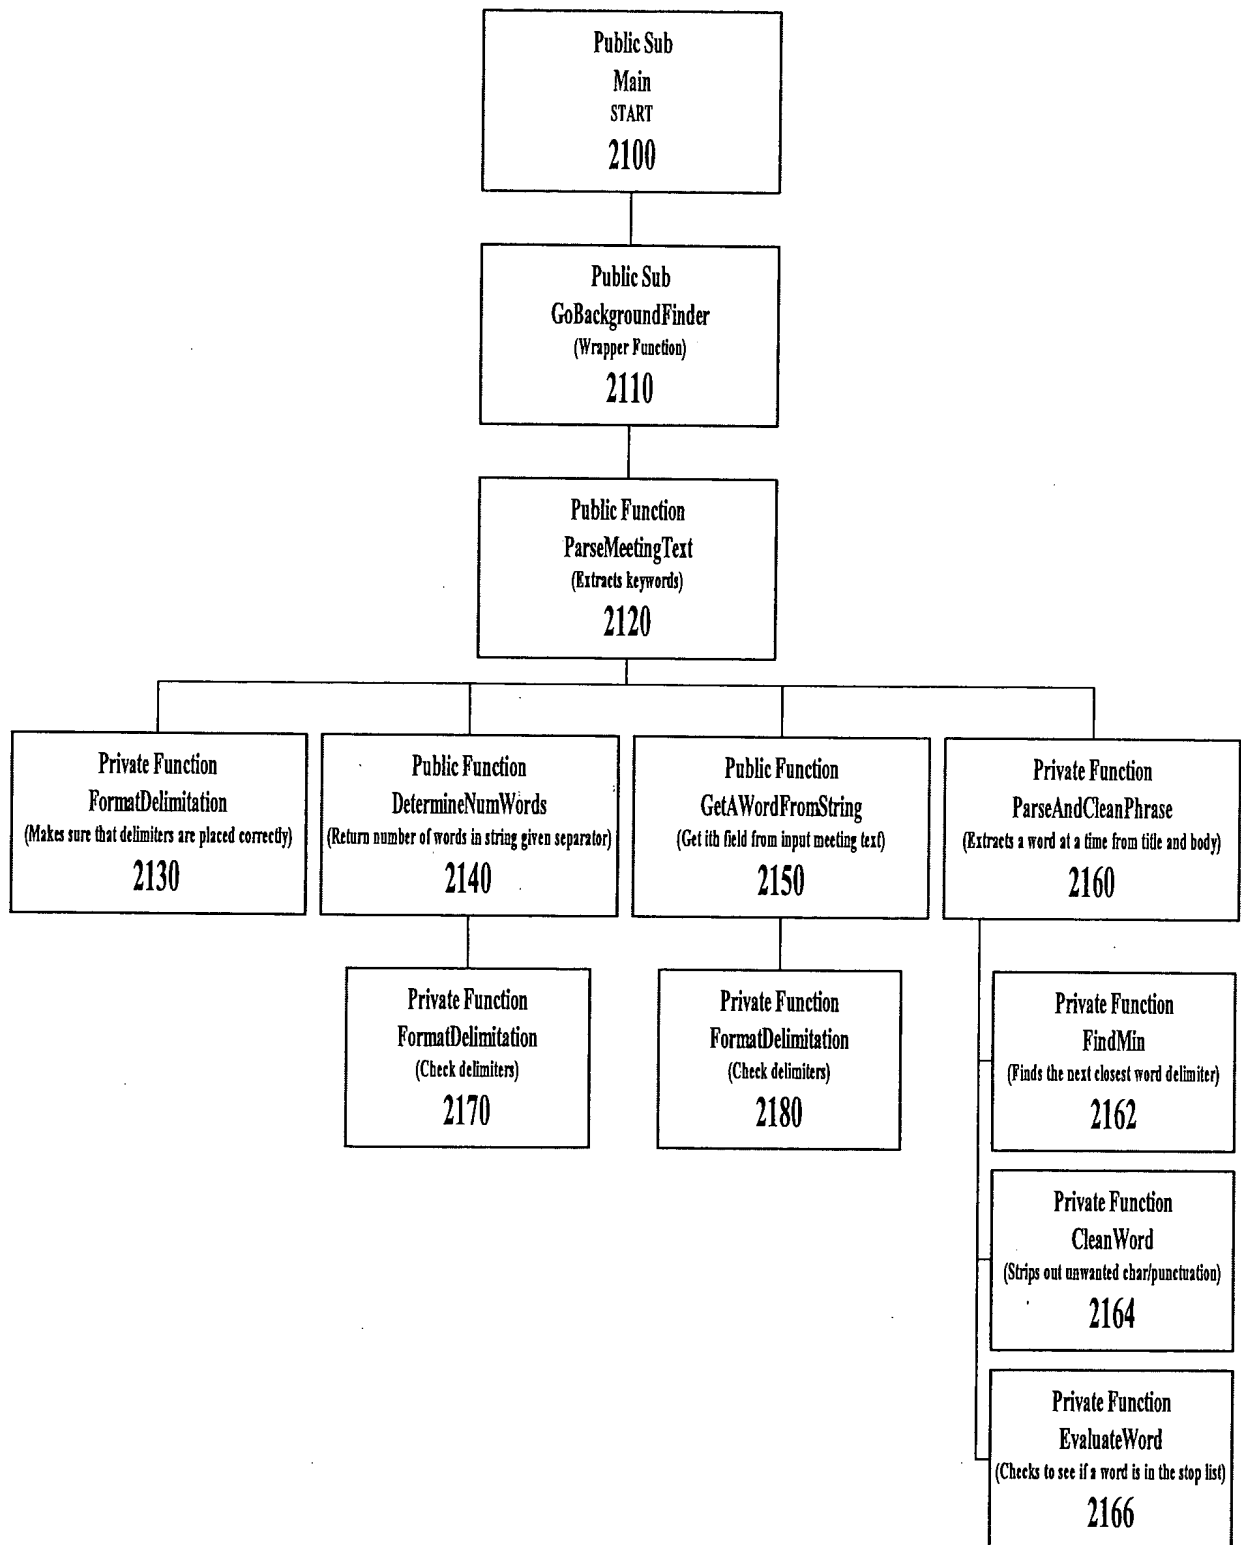 Public Sub
Main
START
2100
Public Sub
GoBackgroundFinder
(Wrapper Function)
2110
Public Function
ParseMeetingText
(Extracts keywords)
2120
Private Function
FormatDelimitation
(Makes sure that delimiters are placed correctly)
2130
Public Function
DetermineNumWords
(Return number of words in string given separator)
2140
Public Function
GetAWordFromString
(Get ith field from input meeting text)
2150
Private Function
ParseAndCleanPhrase
(Extracts a word at a time from title and body)
2160
Private Function
FormatDelimitation
(Check delimiters)
2170
Private Function
FormatDelimitation
(Check delimiters)
2180
Private Function
FindMin
(Finds the next closest word delimiter)
2162
Private Function
CleanWord
(Strips out unwanted char/punctuation)
2164
Private Function
EvaluateWord
(Checks to see if a word is in the stop list)
2166